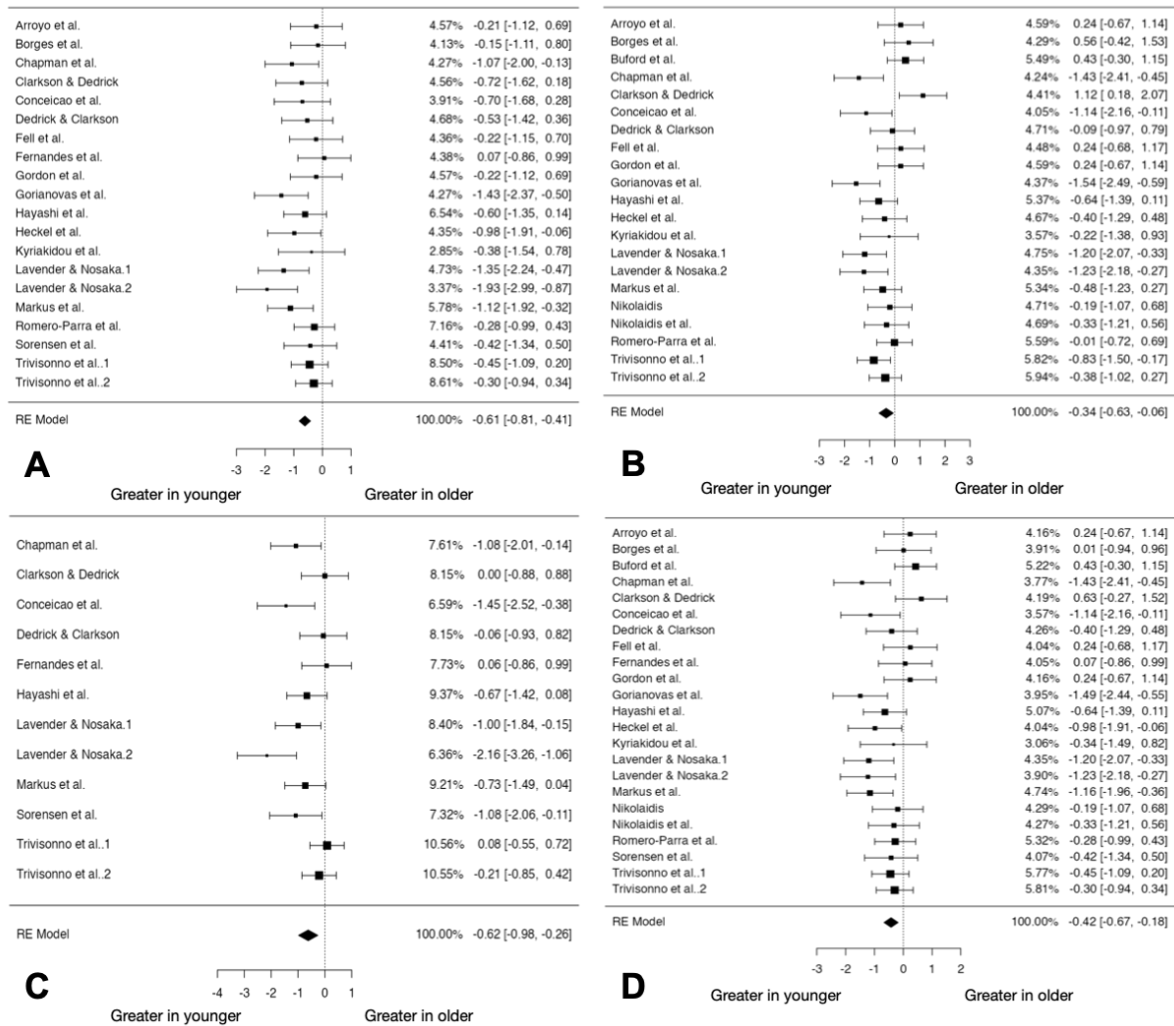 Arroyo et al. 4.57% -0.21 [-1.12, 0.69]
Borges et al. 4.13% -0.15 [-1.11, 0.80]
Chapman et al. 4.27% -1.07 [-2.00, -0.13]
Clarkson & Dedrick 4.56% -0.72 [-1.62, 0.18]
Conceicao et al. 3.91% -0.70 [-1.68, 0.28]
Dedrick & Clarkson 4.68% -0.53 [-1.42, 0.36]
Fell et al. 4.36% -0.22 [-1.15, 0.70]
Fernandes et al. 4.38% 0.07 [-0.86, 0.99]
Gordon et al. 4.57% -0.22 [-1.12, 0.69]
Gorianovas et al. 4.27% -1.43 [-2.37, -0.50]
Hayashi et al. 6.54% -0.60 [-1.35, 0.14]
Heckel et al. 4.35% -0.98 [-1.91, -0.06]
Kyriakidou et al. 2.85% -0.38 [-1.54, 0.78]
Lavender & Nosaka.1 4.73% -1.35 [-2.24, -0.47]
Lavender & Nosaka.2 3.37% -1.93 [-2.99, -0.87]
Markus et al. 5.78% -1.12 [-1.92, -0.32]
Romero-Parra et al. 7.16% -0.28 [-0.99, 0.43]
Sorensen et al. 4.41% -0.42 [-1.34, 0.50]
Trivisonno et al..1 8.50% -0.45 [-1.09, 0.20]
Trivisonno et al..2 8.61% -0.30 [-0.94, 0.34]
RE Model 100.00% -0.61 [-0.81, -0.41]
-3 -2 -1 0 1
A
Greater in younger Greater in older
Arroyo et al. 4.59% 0.24 [-0.67, 1.14]
Borges et al. 4.29% 0.56 [-0.42, 1.53]
Buford et al. 5.49% 0.43 [-0.30, 1.15]
Chapman et al. 4.24% -1.43 [-2.41, -0.45]
Clarkson & Dedrick 4.41% 1.12 [ 0.18, 2.07]
Conceicao et al. 4.05% -1.14 [-2.16, -0.11]
Dedrick & Clarkson 4.71% -0.09 [-0.97, 0.79]
Fell et al. 4.48% 0.24 [-0.68, 1.17]
Gordon et al. 4.59% 0.24 [-0.67, 1.14]
Gorianovas et al. 4.37% -1.54 [-2.49, -0.59]
Hayashi et al. 5.37% -0.64 [-1.39, 0.11]
Heckel et al. 4.67% -0.40 [-1.29, 0.48]
Kyriakidou et al. 3.57% -0.22 [-1.38, 0.93]
Lavender & Nosaka.1 4.75% -1.20 [-2.07, -0.33]
Lavender & Nosaka.2 4.35% -1.23 [-2.18, -0.27]
Markus et al. 5.34% -0.48 [-1.23, 0.27]
Nikolaidis 4.71% -0.19 [-1.07, 0.68]
Nikolaidis et al. 4.69% -0.33 [-1.21, 0.56]
Romero-Parra et al. 5.59% -0.01 [-0.72, 0.69]
Trivisonno et al..1 5.82% -0.83 [-1.50, -0.17]
Trivisonno et al..2 5.94% -0.38 [-1.02, 0.27]
RE Model 100.00% -0.34 [-0.63, -0.06]
-3 -2 -1 0 1 2 3
B
Greater in younger Greater in older
Chapman et al. 7.61% -1.08 [-2.01, -0.14]
Clarkson & Dedrick 8.15% 0.00 [-0.88, 0.88]
Conceicao et al. 6.59% -1.45 [-2.52, -0.38]
Dedrick & Clarkson 8.15% -0.06 [-0.93, 0.82]
Fernandes et al. 7.73% 0.06 [-0.86, 0.99]
Hayashi et al. 9.37% -0.67 [-1.42, 0.08]
Lavender & Nosaka.1 8.40% -1.00 [-1.84, -0.15]
Lavender & Nosaka.2 6.36% -2.16 [-3.26, -1.06]
Markus et al. 9.21% -0.73 [-1.49, 0.04]
Sorensen et al. 7.32% -1.08 [-2.06, -0.11]
Trivisonno et al..1 10.56% 0.08 [-0.55, 0.72]
Trivisonno et al..2 10.55% -0.21 [-0.85, 0.42]
RE Model 100.00% -0.62 [-0.98, -0.26]
-4 -3 -2 -1 0 1
C
Greater in younger Greater in older
Arroyo et al. 4.16% 0.24 [-0.67, 1.14]
Borges et al. 3.91% 0.01 [-0.94, 0.96]
Buford et al. 5.22% 0.43 [-0.30, 1.15]
Chapman et al. 3.77% -1.43 [-2.41, -0.45]
Clarkson & Dedrick 4.19% 0.63 [-0.27, 1.52]
Conceicao et al. 3.57% -1.14 [-2.16, -0.11]
Dedrick & Clarkson 4.26% -0.40 [-1.29, 0.48]
Fell et al. 4.04% 0.24 [-0.68, 1.17]
Fernandes et al. 4.05% 0.07 [-0.86, 0.99]
Gordon et al. 4.16% 0.24 [-0.67, 1.14]
Gorianovas et al. 3.95% -1.49 [-2.44, -0.55]
Hayashi et al. 5.07% -0.64 [-1.39, 0.11]
Heckel et al. 4.04% -0.98 [-1.91, -0.06]
Kyriakidou et al. 3.06% -0.34 [-1.49, 0.82]
Lavender & Nosaka.1 4.35% -1.20 [-2.07, -0.33]
Lavender & Nosaka.2 3.90% -1.23 [-2.18, -0.27]
Markus et al. 4.74% -1.16 [-1.96, -0.36]
Nikolaidis 4.29% -0.19 [-1.07, 0.68]
Nikolaidis et al. 4.27% -0.33 [-1.21, 0.56]
Romero-Parra et al. 5.32% -0.28 [-0.99, 0.43]
Sorensen et al. 4.07% -0.42 [-1.34, 0.50]
Trivisonno et al..1 5.77% -0.45 [-1.09, 0.20]
Trivisonno et al..2 5.81% -0.30 [-0.94, 0.34]
RE Model 100.00% -0.42 [-0.67, -0.18]
-3 -2 -1 0 1 2
D
Greater in younger Greater in older